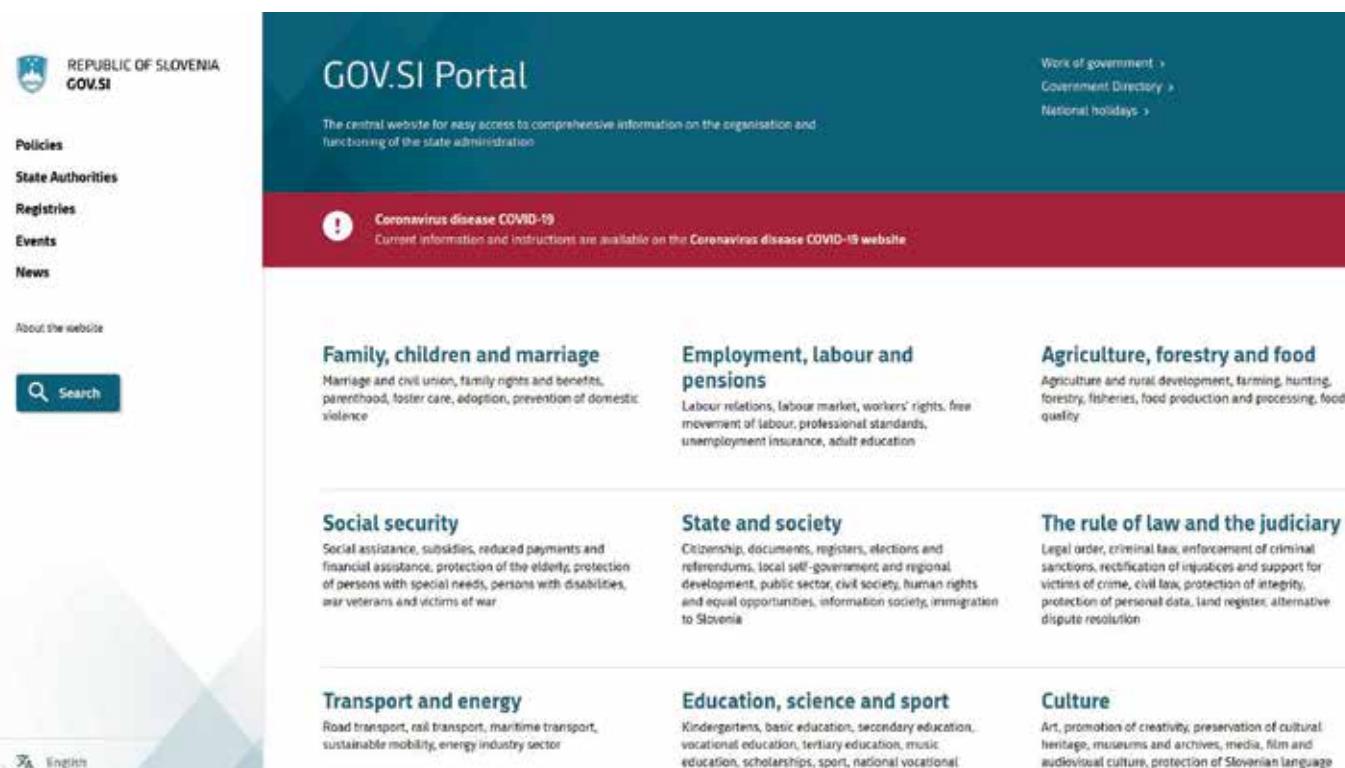 REPUBLIC OF SLOVENIA
GOV.SI
Policies
State Authorities
Registries
Events
News
About the website
Search
English
GOV.SI Portal
The central website for easy access to comprehensive information on the organisation and
functioning of the state administration
Work of government ›
Government Directory ›
National holidays ›
!
Coronavirus disease COVID-19
Current information and instructions are available on the Coronavirus disease COVID-19 website
Family, children and marriage
Marriage and civil union, family rights and benefits,
parenthood, foster care, adoption, prevention of domestic
violence
Employment, labour and
pensions
Labour relations, labour market, workers' rights, free
movement of labour, professional standards,
unemployment insurance, adult education
Agriculture, forestry and food
Agriculture and rural development, farming, hunting,
forestry, fisheries, food production and processing, food
quality
Social security
Social assistance, subsidies, reduced payments and
financial assistance, protection of the elderly, protection
of persons with special needs, persons with disabilities,
war veterans and victims of war
State and society
Citizenship, documents, registers, elections and
referendums, local self-government and regional
development, public sector, civil society, human rights
and equal opportunities, information society, immigration
to Slovenia
The rule of law and the judiciary
Legal order, criminal law, enforcement of criminal
sanctions, rectification of injustices and support for
victims of crime, civil law, protection of integrity,
protection of personal data, land register, alternative
dispute resolution
Transport and energy
Road transport, rail transport, maritime transport,
sustainable mobility, energy industry sector
Education, science and sport
Kindergartens, basic education, secondary education,
vocational education, tertiary education, music
education, scholarships, sport, national vocational
Culture
Art, promotion of creativity, preservation of cultural
heritage, museums and archives, media, film and
audiovisual culture, protection of Slovenian language